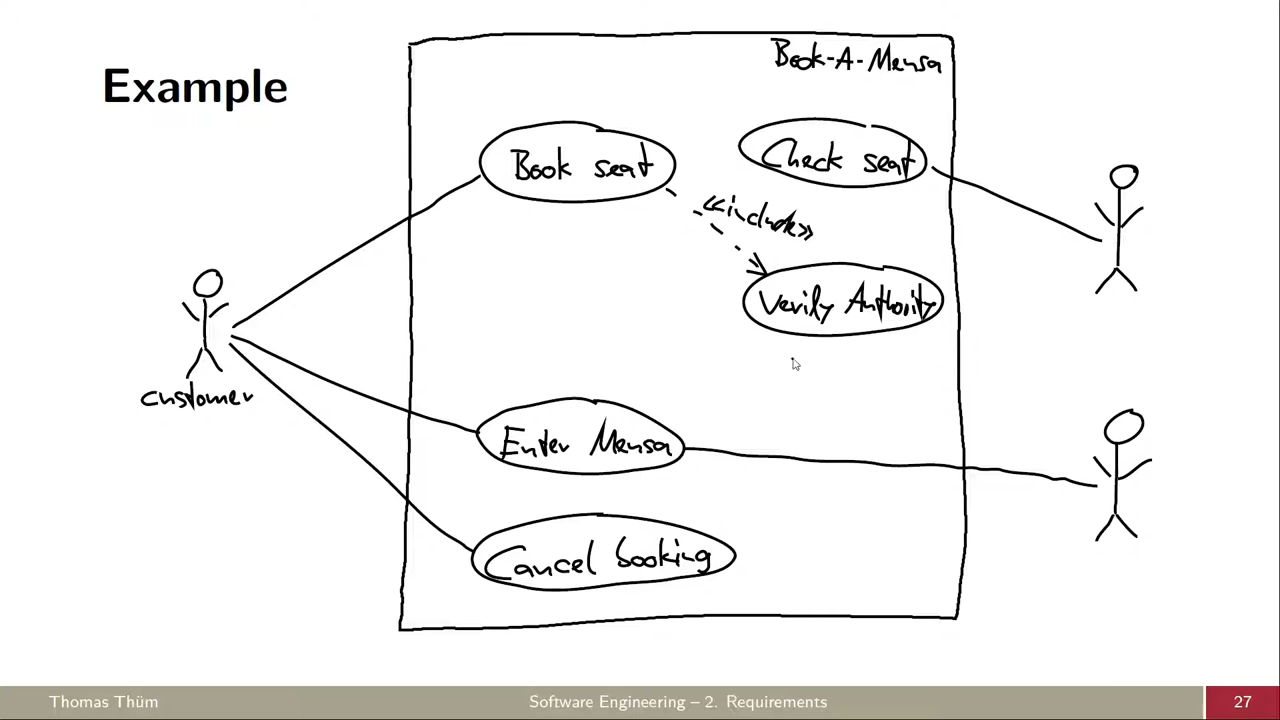 Example
Book-A-Mensa
Book seat
Check seat
<<include>>
Verify Authority
customer
Enter Mensa
Cancel booking
Thomas Thüm
Software Engineering – 2. Requirements
27